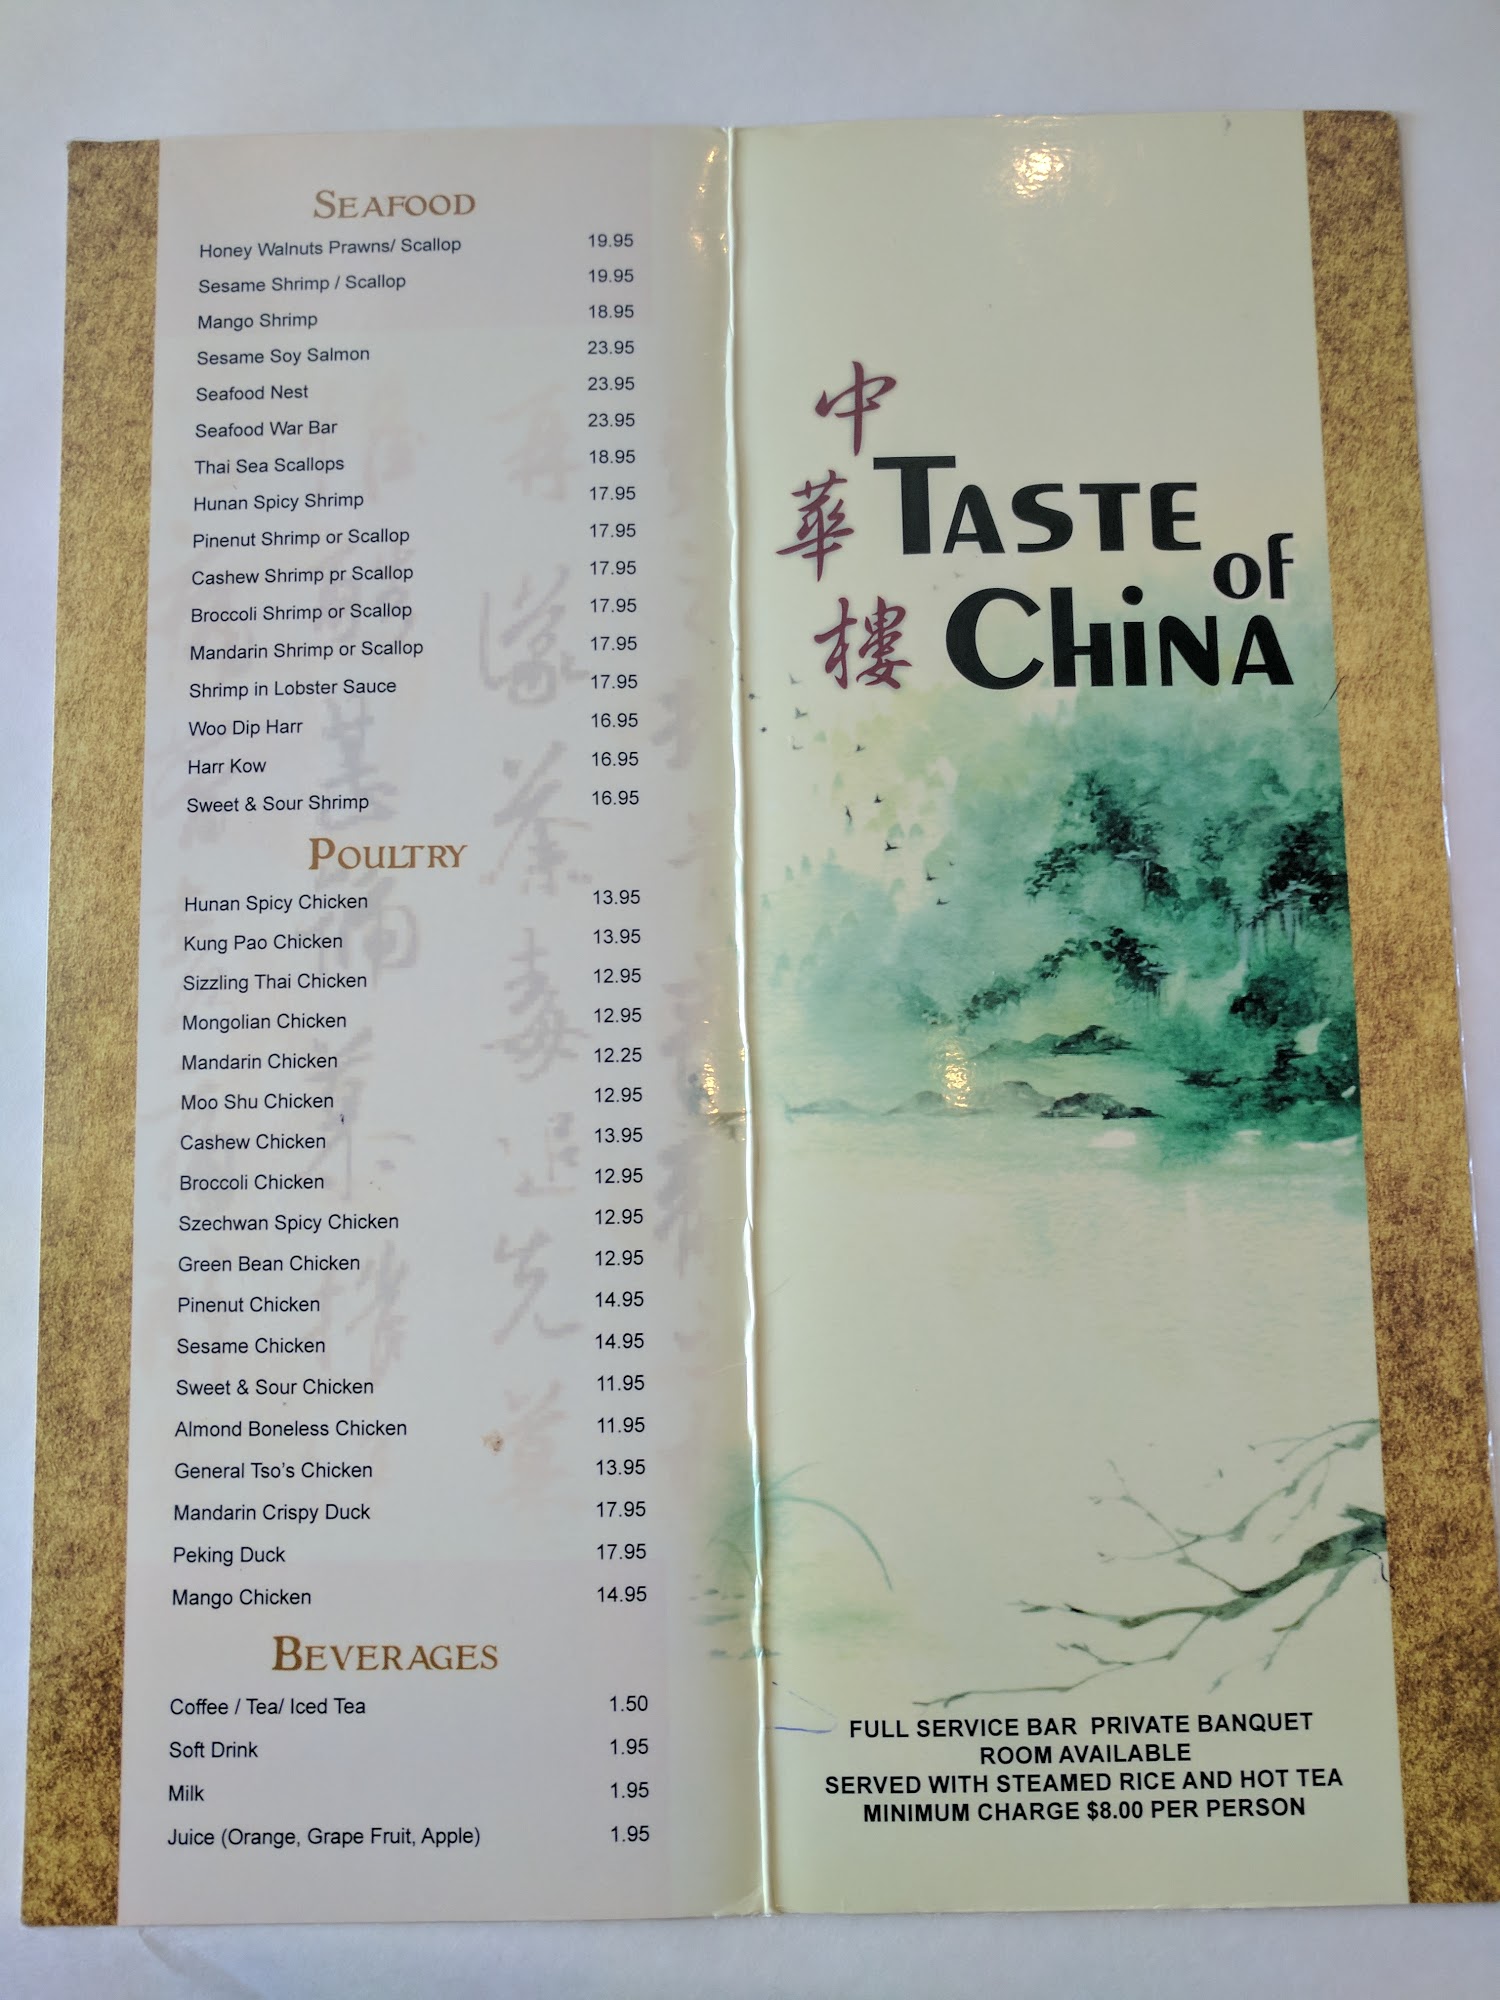 SEAFOOD
Honey Walnuts Prawns/ Scallop 19.95
Sesame Shrimp / Scallop 19.95
Mango Shrimp 18.95
Sesame Soy Salmon 23.95
Seafood Nest 23.95
Seafood War Bar 23.95
Thai Sea Scallops 18.95
Hunan Spicy Shrimp 17.95
Pinenut Shrimp or Scallop 17.95
Cashew Shrimp pr Scallop 17.95
Broccoli Shrimp or Scallop 17.95
Mandarin Shrimp or Scallop 17.95
Shrimp in Lobster Sauce 17.95
Woo Dip Harr 16.95
Harr Kow 16.95
Sweet & Sour Shrimp 16.95
POULTRY
Hunan Spicy Chicken 13.95
Kung Pao Chicken 13.95
Sizzling Thai Chicken 12.95
Mongolian Chicken 12.95
Mandarin Chicken 12.25
Moo Shu Chicken 12.95
Cashew Chicken 13.95
Broccoli Chicken 12.95
Szechwan Spicy Chicken 12.95
Green Bean Chicken 12.95
Pinenut Chicken 14.95
Sesame Chicken 14.95
Sweet & Sour Chicken 11.95
Almond Boneless Chicken 11.95
General Tso's Chicken 13.95
Mandarin Crispy Duck 17.95
Peking Duck 17.95
Mango Chicken 14.95
BEVERAGES
Coffee / Tea/ Iced Tea 1.50
Soft Drink 1.95
Milk 1.95
Juice (Orange, Grape Fruit, Apple) 1.95
中華樓
TASTE
of
CHINA
FULL SERVICE BAR PRIVATE BANQUET
ROOM AVAILABLE
SERVED WITH STEAMED RICE AND HOT TEA
MINIMUM CHARGE $8.00 PER PERSON